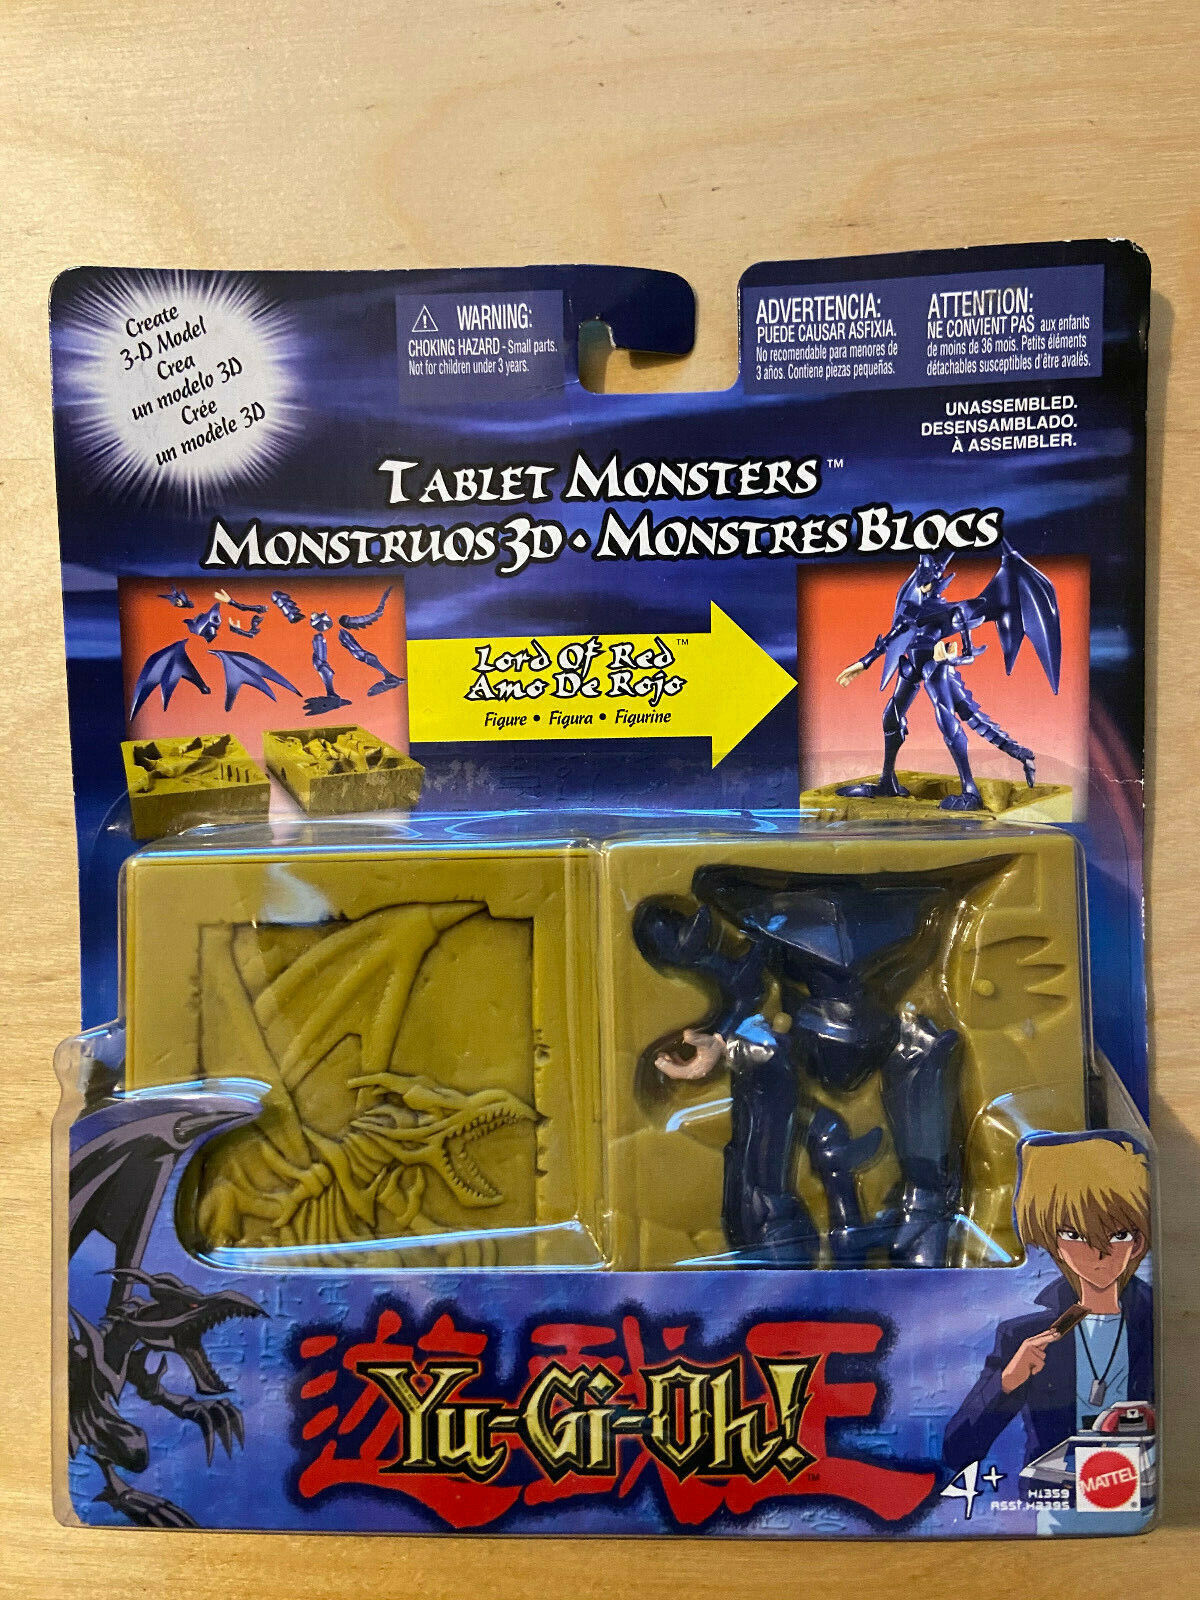 Create
3-D Model
Crea
un modelo 3D
Crée
un modèle 3D
⚠ WARNING:
CHOKING HAZARD - Small parts.
Not for children under 3 years.
ADVERTENCIA:
PUEDE CAUSAR ASFIXIA.
No recomendable para menores de
3 años. Contiene piezas pequeñas.
ATTENTION:
NE CONVIENT PAS aux enfants
de moins de 36 mois. Petits éléments
détachables susceptibles d'être avalés.
UNASSEMBLED.
DESENSAMBLADO.
À ASSEMBLER.
TABLET MONSTERS™
MONSTRUOS 3D • MONSTRES BLOCS
Lord Of Red™
Amo De Rojo
Figure • Figura • Figurine
遊戯王
Yu-Gi-Oh!™
4+
H1359
Asst.H2395
MATTEL®